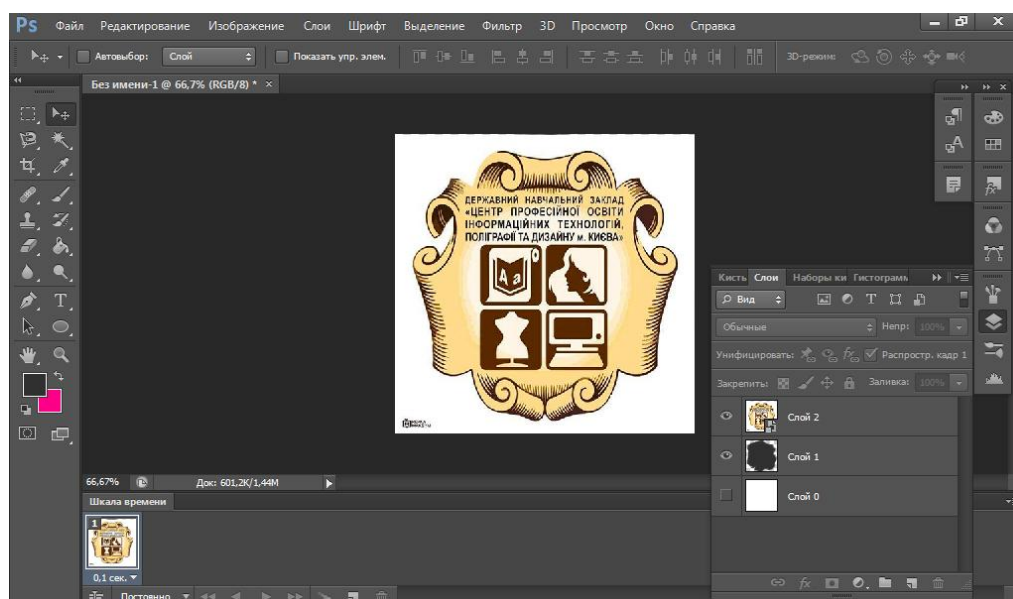 Ps Файл Редактирование Изображение Слои Шрифт Выделение Фильтр 3D Просмотр Окно Справка
Автовыбор: Слой Показать упр. элем. 3D-режим:
Без имени-1 @ 66,7% (RGB/8) * ×
ДЕРЖАВНИЙ НАВЧАЛЬНИЙ ЗАКЛАД
«ЦЕНТР ПРОФЕСІЙНОЇ ОСВІТИ
ІНФОРМАЦІЙНИХ ТЕХНОЛОГІЙ,
ПОЛІГРАФІЇ ТА ДИЗАЙНУ м. КИЄВА»
Aa
Кисть Слои Наборы ки Гистограмм
Вид
Обычные Непр: 100%
Унифицировать: Распростр. кадр 1
Закрепить: Заливка: 100%
Слой 2
Слой 1
Слой 0
66,67% Док: 601,2K/1,44M
Шкала времени
1
0,1 сек.
Постоянно